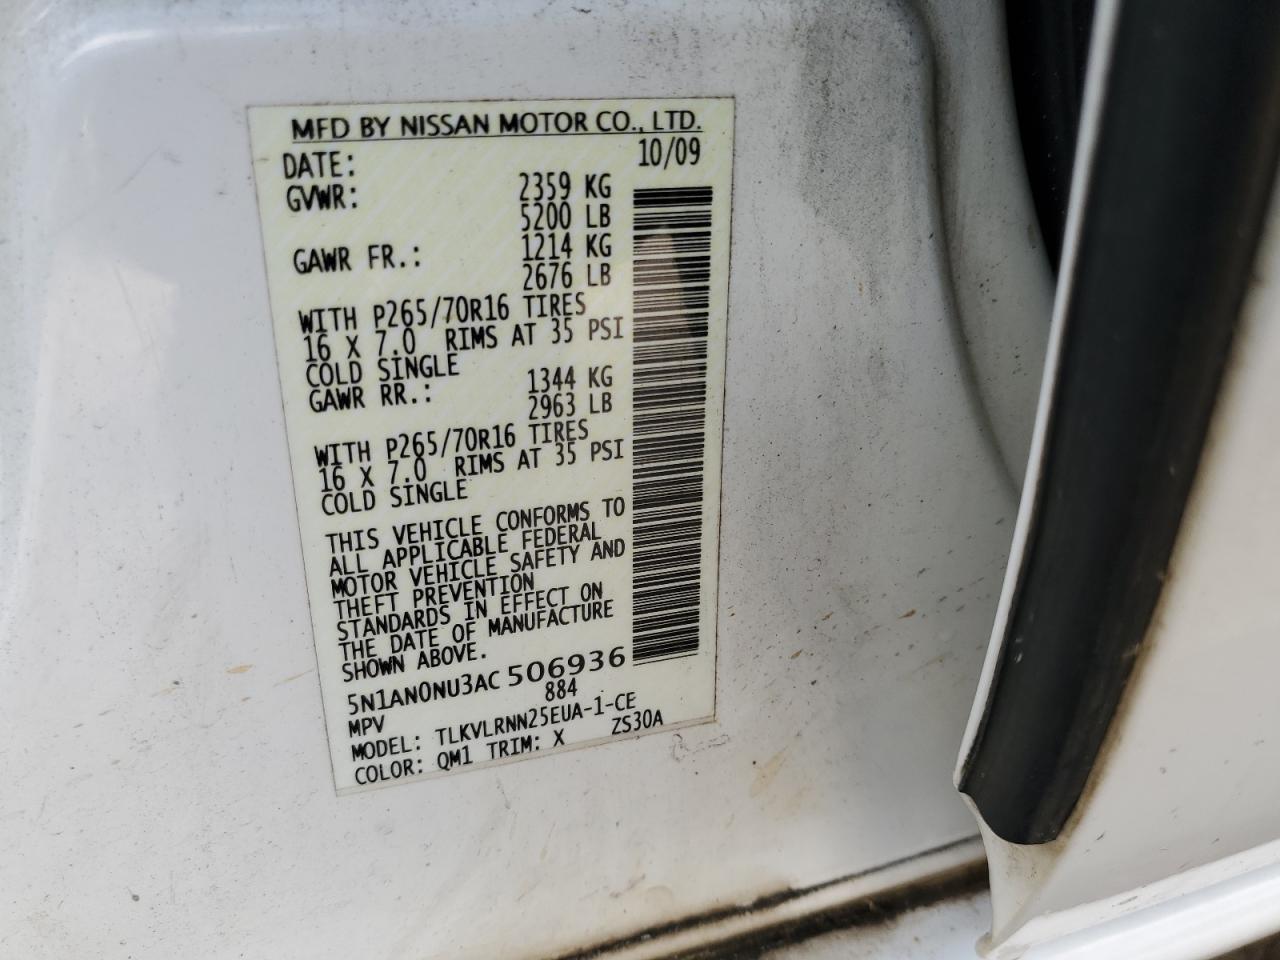 MFD BY NISSAN MOTOR CO., LTD.
DATE: 10/09
GVWR: 2359 KG
5200 LB
GAWR FR.: 1214 KG
2676 LB
WITH P265/70R16 TIRES
16 X 7.0 RIMS AT 35 PSI
COLD SINGLE
GAWR RR.: 1344 KG
2963 LB
WITH P265/70R16 TIRES
16 X 7.0 RIMS AT 35 PSI
COLD SINGLE
THIS VEHICLE CONFORMS TO
ALL APPLICABLE FEDERAL
MOTOR VEHICLE SAFETY AND
THEFT PREVENTION
STANDARDS IN EFFECT ON
THE DATE OF MANUFACTURE
SHOWN ABOVE.
5N1AN0NU3AC506936
MPV 884
MODEL: TLKVLRNN25EUA-1-CE
COLOR: QM1 TRIM: X ZS30A